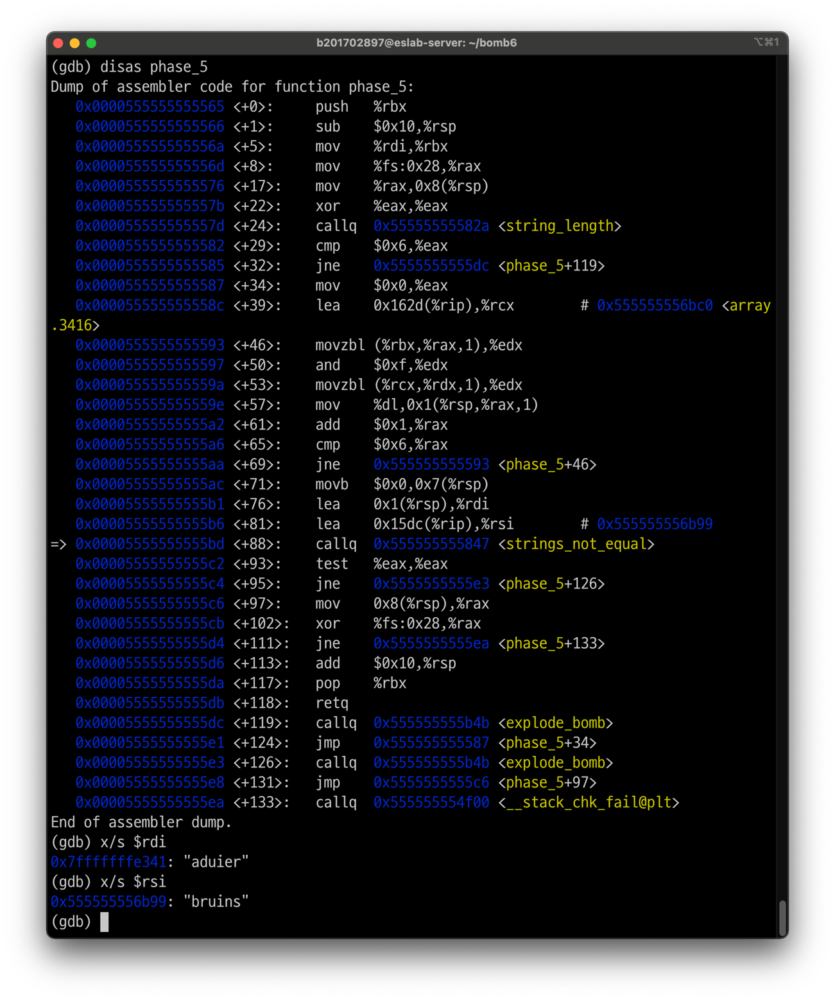 b201702897@eslab-server: ~/bomb6
⌥⌘1
(gdb) disas phase_5
Dump of assembler code for function phase_5:
0x0000555555555565 <+0>: push %rbx
0x0000555555555566 <+1>: sub $0x10,%rsp
0x000055555555556a <+5>: mov %rdi,%rbx
0x000055555555556d <+8>: mov %fs:0x28,%rax
0x0000555555555576 <+17>: mov %rax,0x8(%rsp)
0x000055555555557b <+22>: xor %eax,%eax
0x000055555555557d <+24>: callq 0x55555555582a <string_length>
0x0000555555555582 <+29>: cmp $0x6,%eax
0x0000555555555585 <+32>: jne 0x5555555555dc <phase_5+119>
0x0000555555555587 <+34>: mov $0x0,%eax
0x000055555555558c <+39>: lea 0x162d(%rip),%rcx # 0x555555556bc0 <array
.3416>
0x0000555555555593 <+46>: movzbl (%rbx,%rax,1),%edx
0x0000555555555597 <+50>: and $0xf,%edx
0x000055555555559a <+53>: movzbl (%rcx,%rdx,1),%edx
0x000055555555559e <+57>: mov %dl,0x1(%rsp,%rax,1)
0x00005555555555a2 <+61>: add $0x1,%rax
0x00005555555555a6 <+65>: cmp $0x6,%rax
0x00005555555555aa <+69>: jne 0x555555555593 <phase_5+46>
0x00005555555555ac <+71>: movb $0x0,0x7(%rsp)
0x00005555555555b1 <+76>: lea 0x1(%rsp),%rdi
0x00005555555555b6 <+81>: lea 0x15dc(%rip),%rsi # 0x555555556b99
=> 0x00005555555555bd <+88>: callq 0x555555555847 <strings_not_equal>
0x00005555555555c2 <+93>: test %eax,%eax
0x00005555555555c4 <+95>: jne 0x5555555555e3 <phase_5+126>
0x00005555555555c6 <+97>: mov 0x8(%rsp),%rax
0x00005555555555cb <+102>: xor %fs:0x28,%rax
0x00005555555555d4 <+111>: jne 0x5555555555ea <phase_5+133>
0x00005555555555d6 <+113>: add $0x10,%rsp
0x00005555555555da <+117>: pop %rbx
0x00005555555555db <+118>: retq
0x00005555555555dc <+119>: callq 0x555555555b4b <explode_bomb>
0x00005555555555e1 <+124>: jmp 0x555555555587 <phase_5+34>
0x00005555555555e3 <+126>: callq 0x555555555b4b <explode_bomb>
0x00005555555555e8 <+131>: jmp 0x5555555555c6 <phase_5+97>
0x00005555555555ea <+133>: callq 0x555555554f00 <__stack_chk_fail@plt>
End of assembler dump.
(gdb) x/s $rdi
0x7fffffffe341: "aduier"
(gdb) x/s $rsi
0x555555556b99: "bruins"
(gdb)